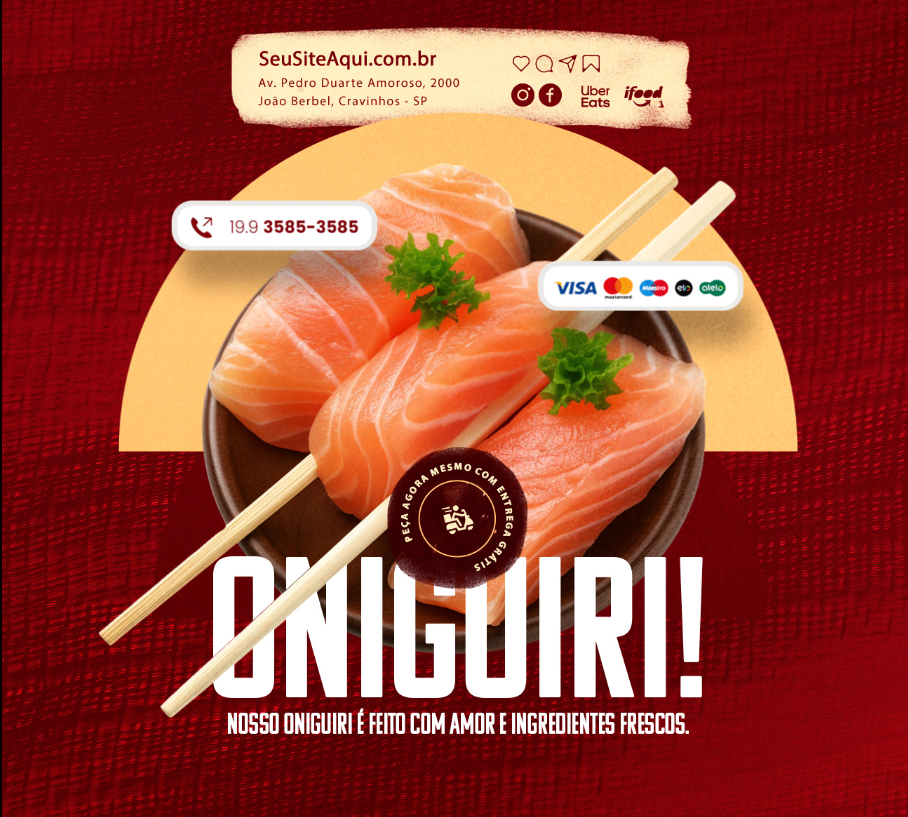 SeuSiteAqui.com.br
Av. Pedro Duarte Amoroso, 2000
João Berbel, Cravinhos - SP
Uber
Eats
ifood
19.9 3585-3585
VISA
mastercard
Maestro
elo
alelo
PEÇA AGORA MESMO COM ENTREGA GRÁTIS
ONIGUIRI!
NOSSO ONIGUIRI É FEITO COM AMOR E INGREDIENTES FRESCOS.